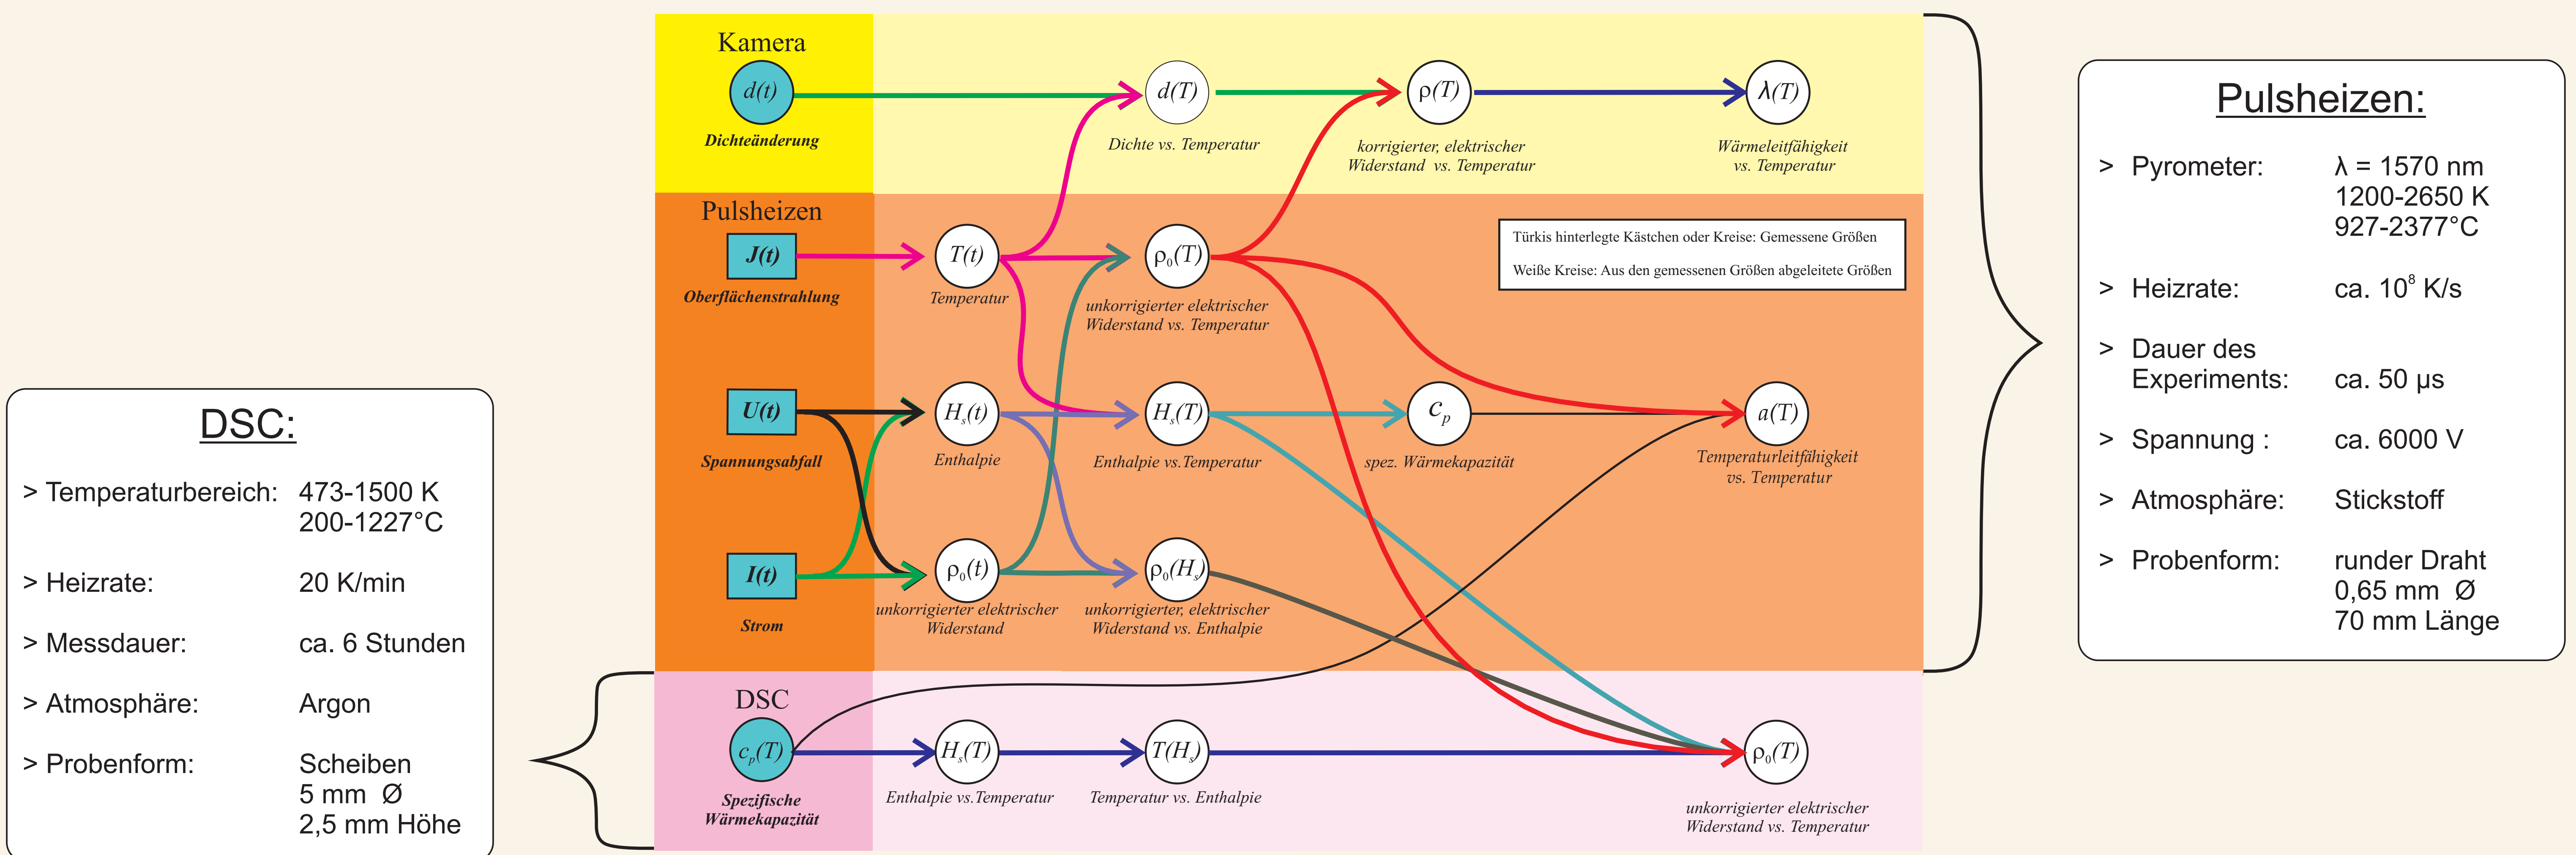 DSC:
> Temperaturbereich: 473-1500 K
200-1227°C
> Heizrate: 20 K/min
> Messdauer: ca. 6 Stunden
> Atmosphäre: Argon
> Probenform: Scheiben
5 mm Ø
2,5 mm Höhe
Kamera
d(t)
Dichteänderung
d(T)
Dichte vs. Temperatur
ρ(T)
korrigierter, elektrischer
Widerstand vs. Temperatur
λ(T)
Wärmeleitfähigkeit
vs. Temperatur
Pulsheizen
J(t)
Oberflächenstrahlung
T(t)
Temperatur
ρ₀(T)
unkorrigierter elektrischer
Widerstand vs. Temperatur
Türkis hinterlegte Kästchen oder Kreise: Gemessene Größen
Weiße Kreise: Aus den gemessenen Größen abgeleitete Größen
U(t)
Spannungsabfall
Hₛ(t)
Enthalpie
Hₛ(T)
Enthalpie vs.Temperatur
cₚ
spez. Wärmekapazität
a(T)
Temperaturleitfähigkeit
vs. Temperatur
I(t)
Strom
ρ₀(t)
unkorrigierter elektrischer
Widerstand
ρ₀(Hₛ)
unkorrigierter, elektrischer
Widerstand vs. Enthalpie
DSC
cₚ(T)
Spezifische
Wärmekapazität
Hₛ(T)
Enthalpie vs.Temperatur
T(Hₛ)
Temperatur vs. Enthalpie
ρ₀(T)
unkorrigierter elektrischer
Widerstand vs. Temperatur
Pulsheizen:
> Pyrometer: λ = 1570 nm
1200-2650 K
927-2377°C
> Heizrate: ca. 10⁸ K/s
> Dauer des
Experiments: ca. 50 µs
> Spannung : ca. 6000 V
> Atmosphäre: Stickstoff
> Probenform: runder Draht
0,65 mm Ø
70 mm Länge